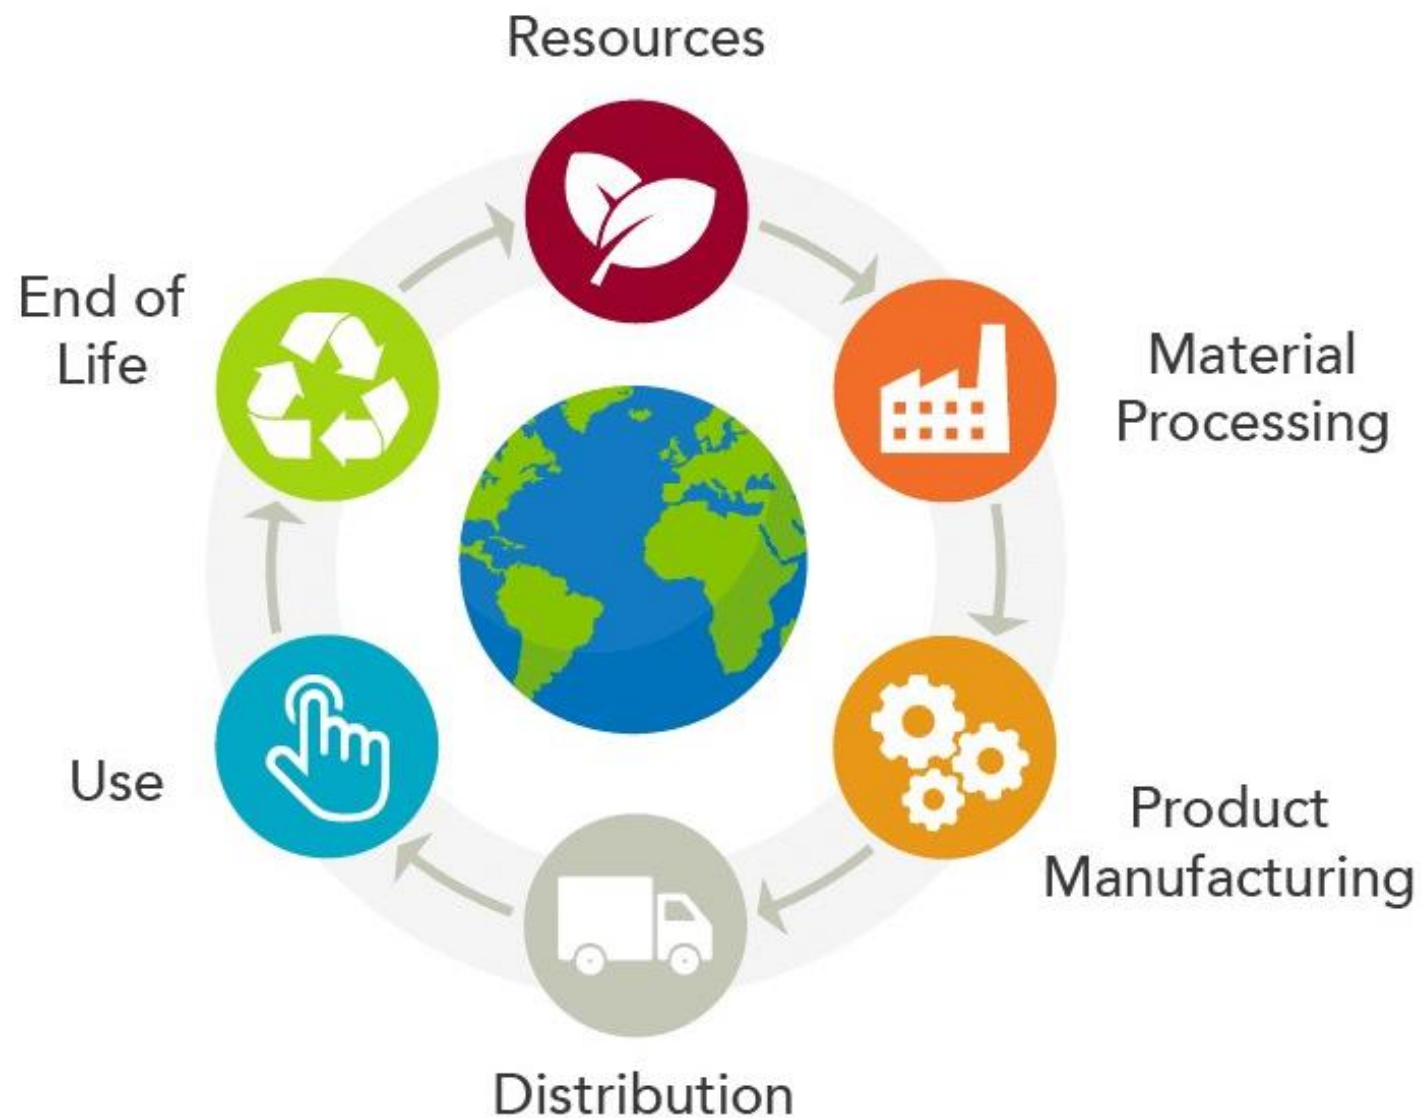 Resources
Material
Processing
Product
Manufacturing
Distribution
Use
End of
Life